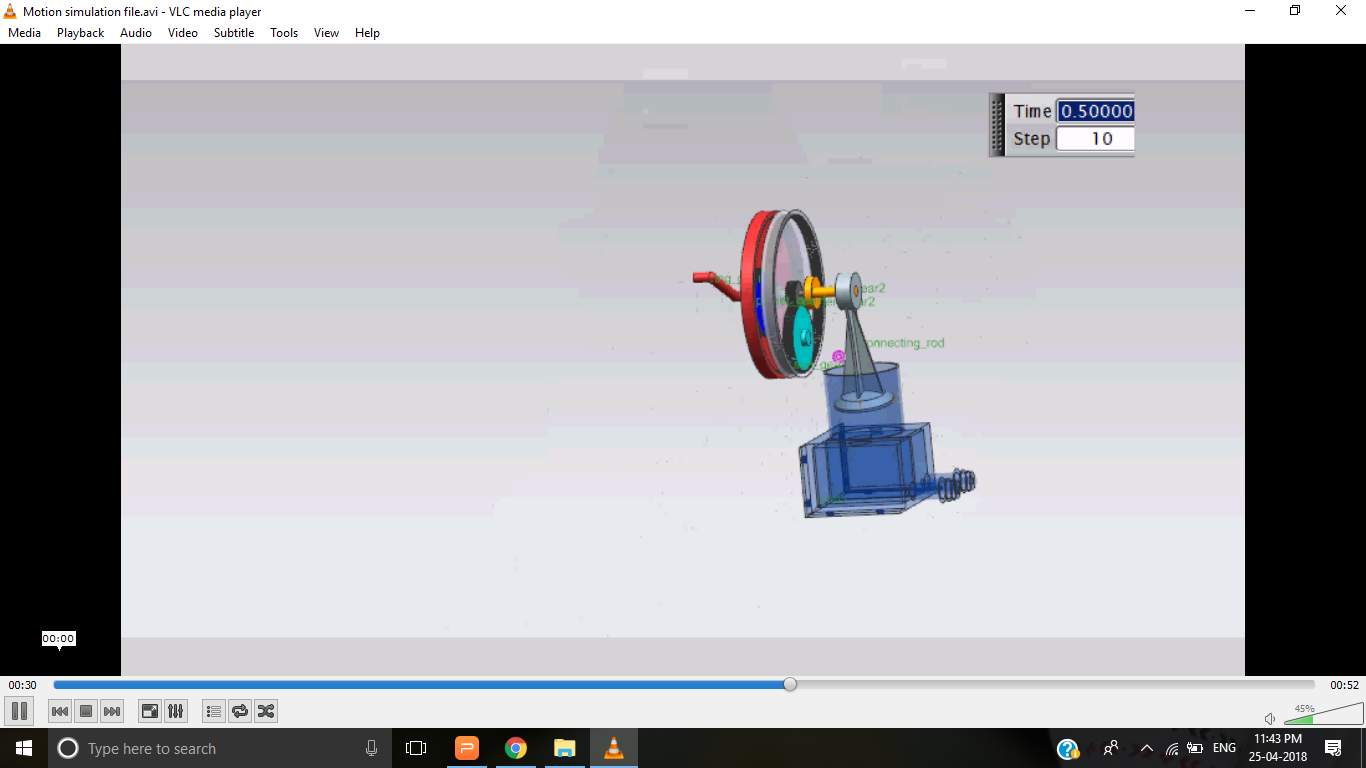 Motion simulation file.avi - VLC media player
Media Playback Audio Video Subtitle Tools View Help
Time 0.50000
Step 10
ear2
connecting_rod
00:00
00:30
00:52
45%
Type here to search
ENG
11:43 PM
25-04-2018